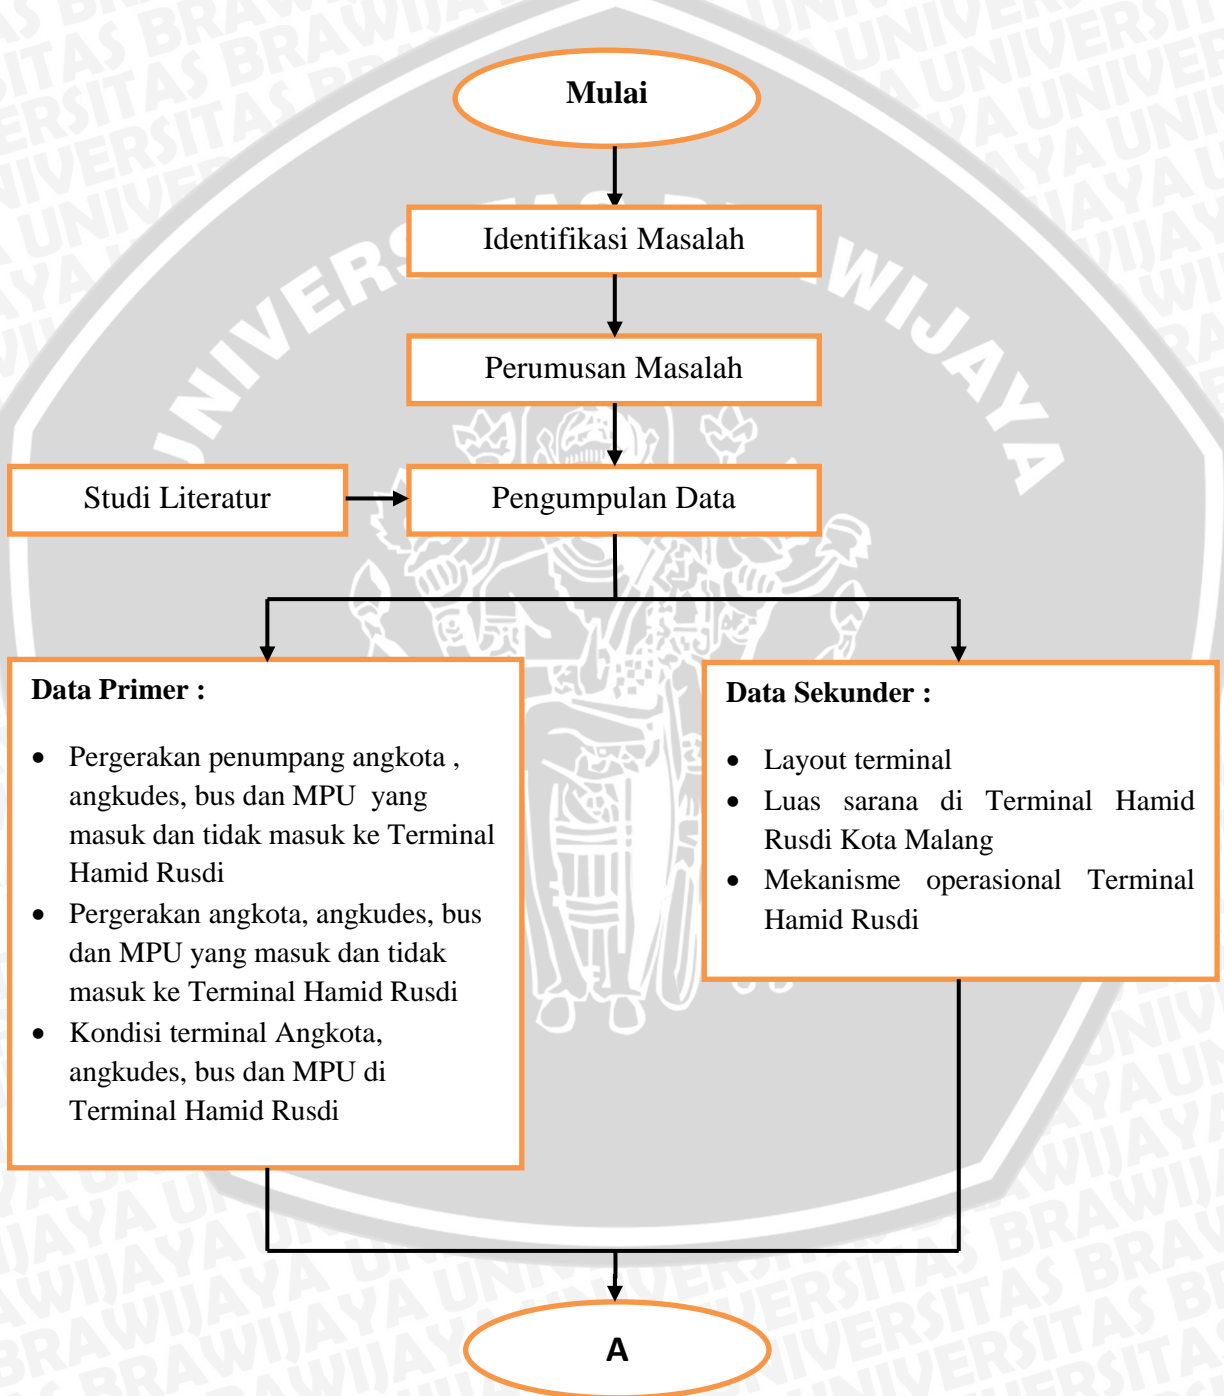 Mulai
Identifikasi Masalah
Perumusan Masalah
Studi Literatur
Pengumpulan Data
Data Primer :
• Pergerakan penumpang angkota ,
angkudes, bus dan MPU yang
masuk dan tidak masuk ke Terminal
Hamid Rusdi
• Pergerakan angkota, angkudes, bus
dan MPU yang masuk dan tidak
masuk ke Terminal Hamid Rusdi
• Kondisi terminal Angkota,
angkudes, bus dan MPU di
Terminal Hamid Rusdi
Data Sekunder :
• Layout terminal
• Luas sarana di Terminal Hamid
Rusdi Kota Malang
• Mekanisme operasional Terminal
Hamid Rusdi
A